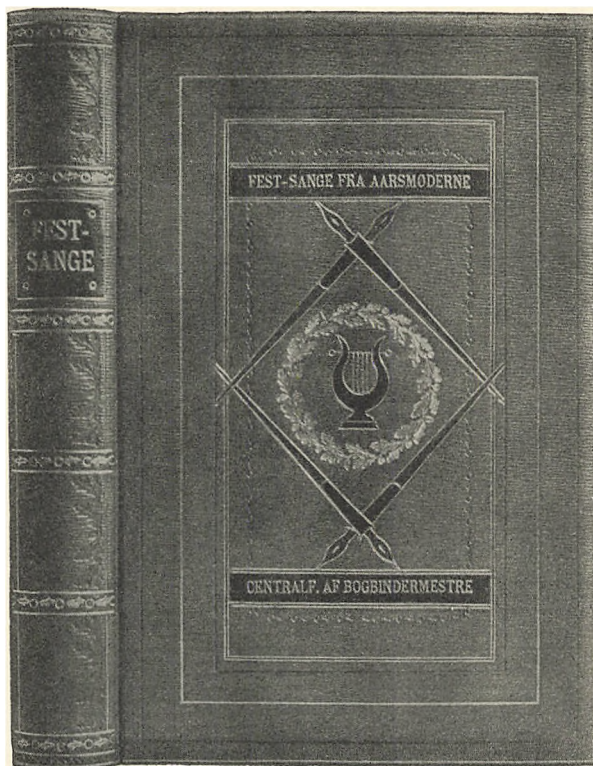 FEST-
SANGE
FEST-SANGE FRA AARSMØDERNE
CENTRALF. AF BOGBINDERMESTRE